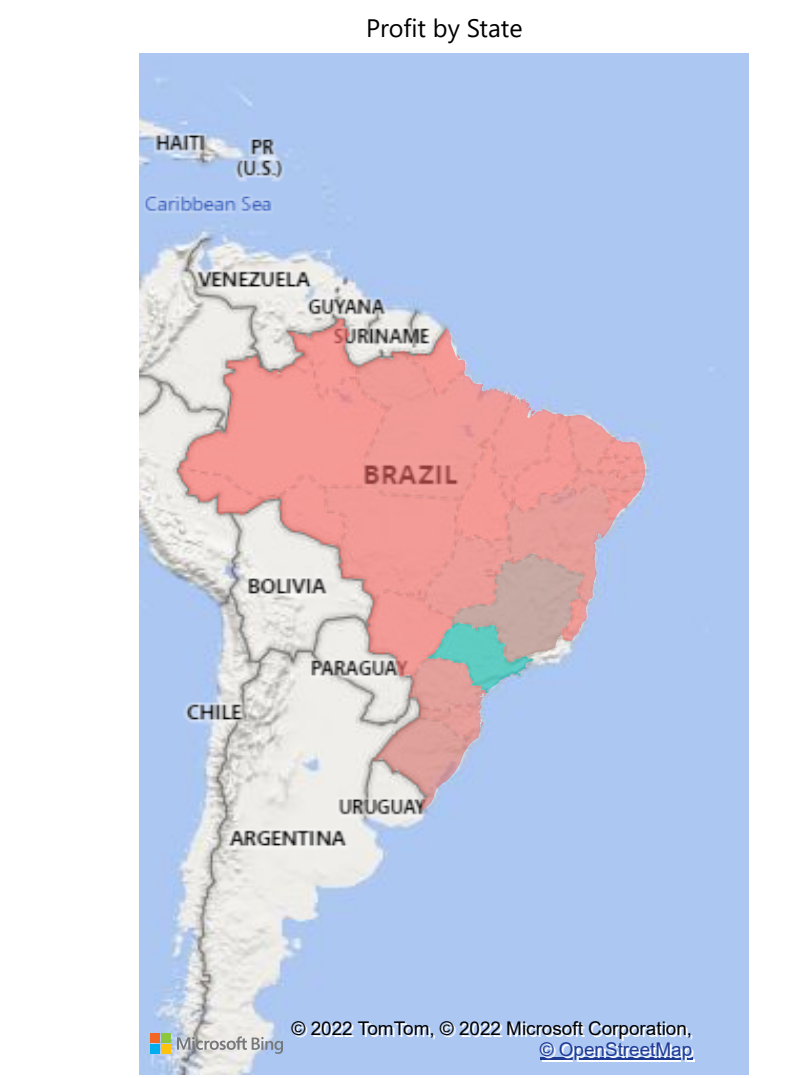 Profit by State
HAITI
PR
(U.S.)
Caribbean Sea
VENEZUELA
GUYANA
SURINAME
BRAZIL
BOLIVIA
PARAGUAY
CHILE
URUGUAY
ARGENTINA
© 2022 TomTom, © 2022 Microsoft Corporation,
Microsoft Bing
© OpenStreetMap